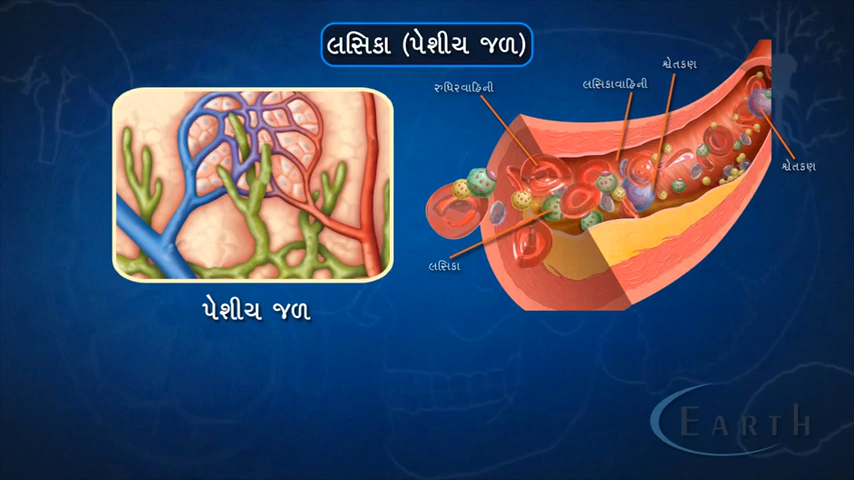 લસિકા (પેશીય જળ)
રુધિરવાહિની
લસિકાવાહિની
શ્વેતકણ
શ્વેતકણ
લસિકા
પેશીય જળ
EARTH